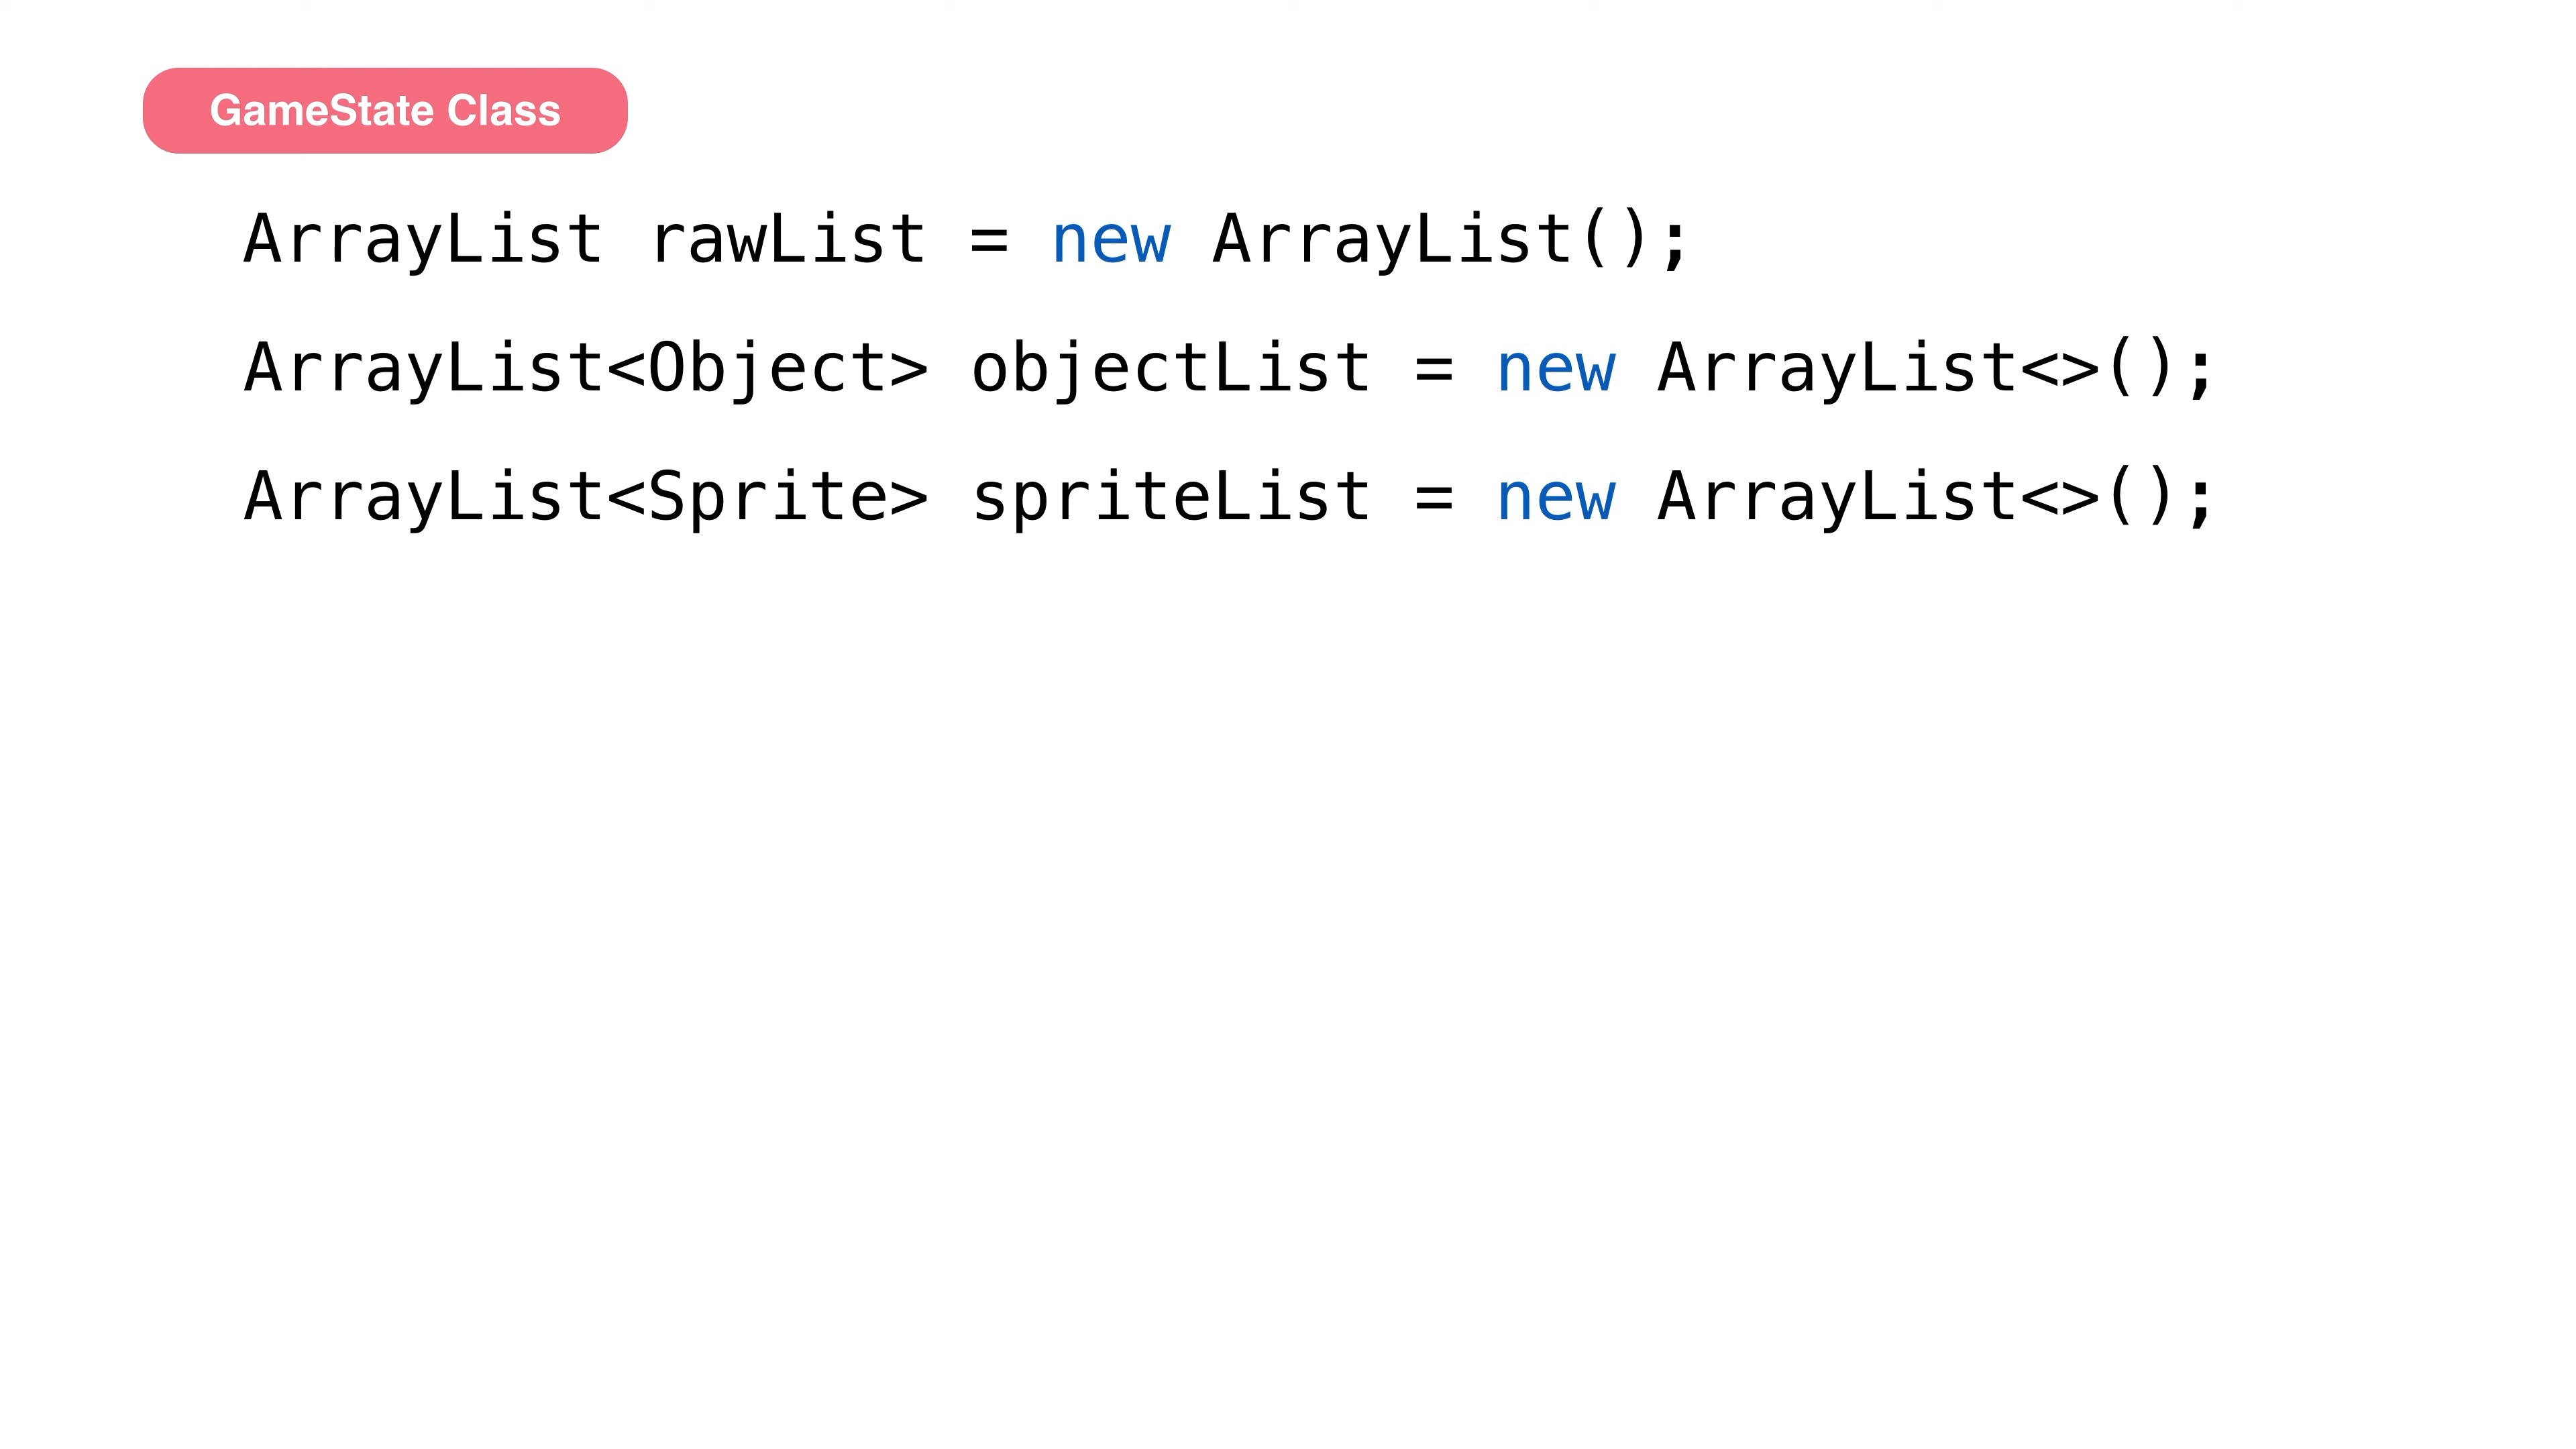 GameState Class
ArrayList rawList = new ArrayList();
ArrayList<Object> objectList = new ArrayList<>();
ArrayList<Sprite> spriteList = new ArrayList<>();